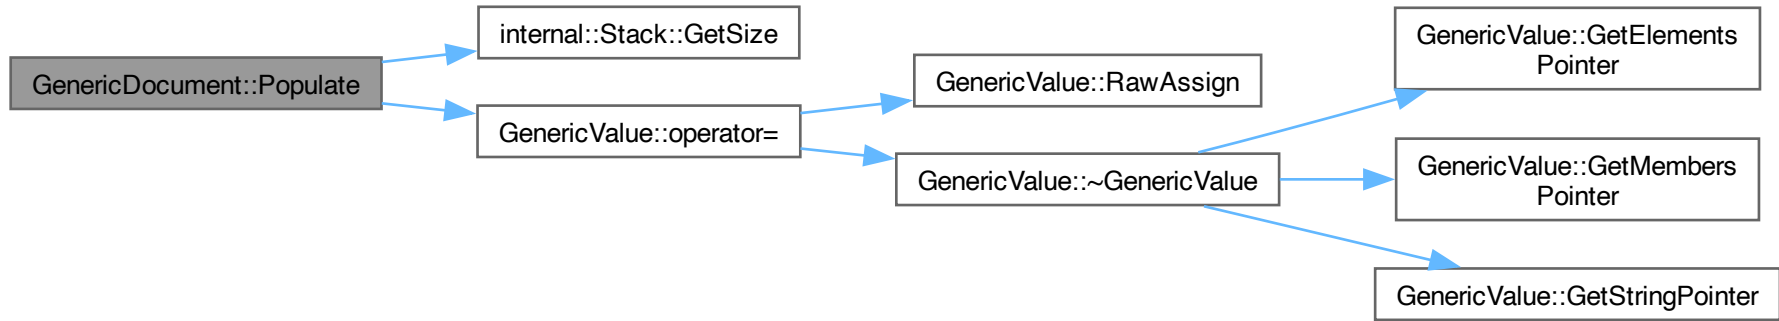 GenericDocument::Populate
internal::Stack::GetSize
GenericValue::operator=
GenericValue::RawAssign
GenericValue::~GenericValue
GenericValue::GetElements
Pointer
GenericValue::GetMembers
Pointer
GenericValue::GetStringPointer